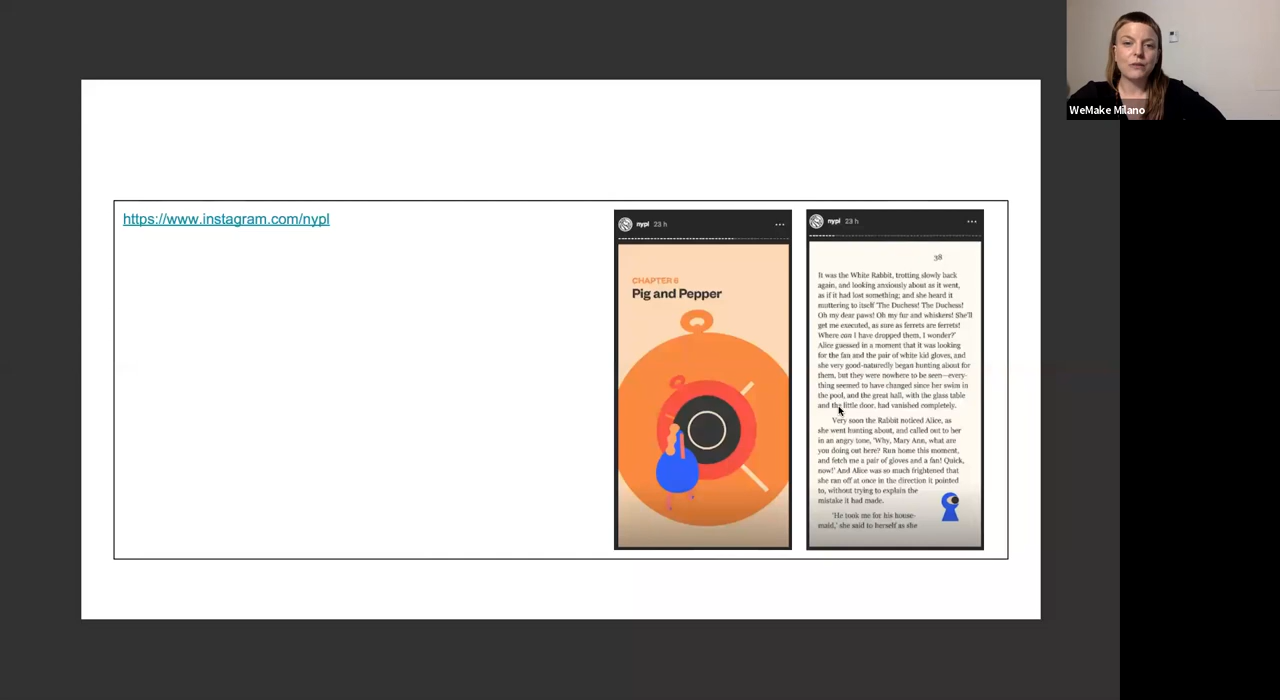 WeMake Milano
https://www.instagram.com/nypl
nypl 23 h
CHAPTER 6
Pig and Pepper
nypl 23 h
38
It was the White Rabbit, trotting slowly back
again, and looking anxiously about as it went,
as if it had lost something; and she heard it
muttering to itself 'The Duchess! The Duchess!
Oh my dear paws! Oh my fur and whiskers! She'll
get me executed, as sure as ferrets are ferrets!
Where can I have dropped them, I wonder?'
Alice guessed in a moment that it was looking
for the fan and the pair of white kid gloves, and
she very good-naturedly began hunting about for
them, but they were nowhere to be seen—every-
thing seemed to have changed since her swim in
the pool, and the great hall, with the glass table
and the little door, had vanished completely.
Very soon the Rabbit noticed Alice, as
she went hunting about, and called out to her
in an angry tone, 'Why, Mary Ann, what are
you doing out here? Run home this moment,
and fetch me a pair of gloves and a fan! Quick,
now!' And Alice was so much frightened that
she ran off at once in the direction it pointed
to, without trying to explain the
mistake it had made.
'He took me for his house-
maid,' she said to herself as she